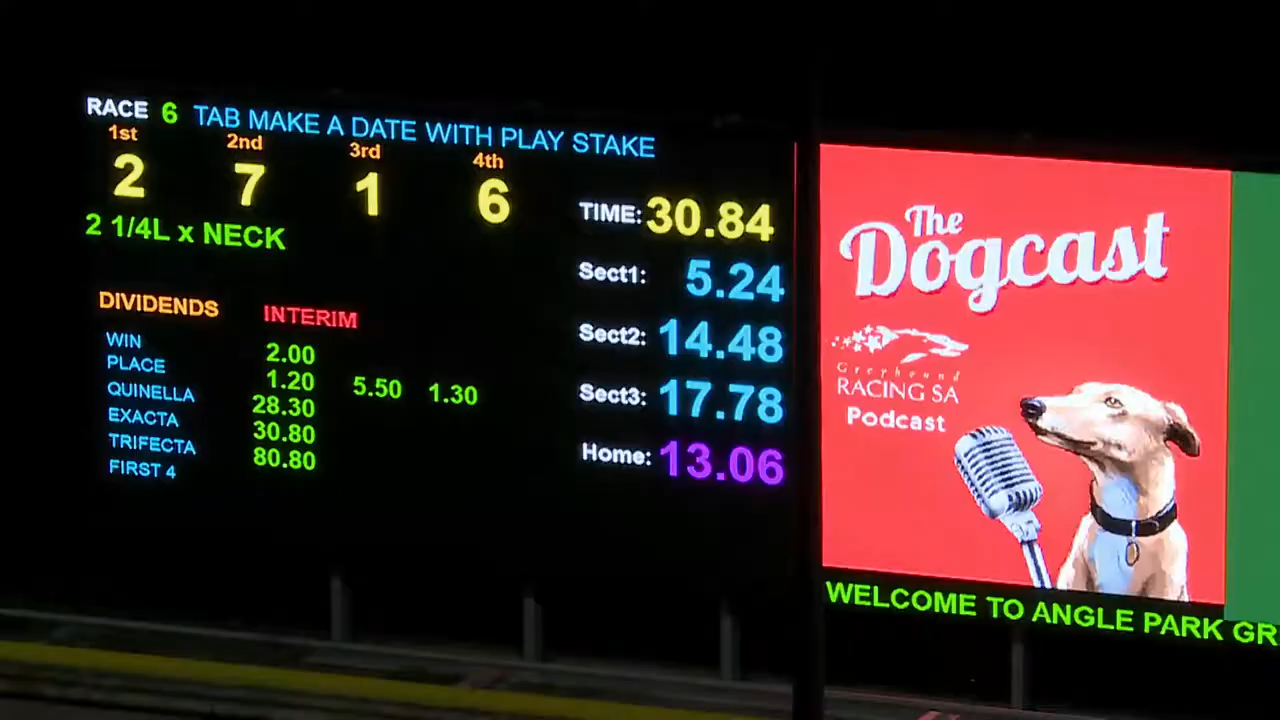 RACE 6 TAB MAKE A DATE WITH PLAY STAKE
1st 2nd 3rd 4th
2 7 1 6
2 1/4L x NECK
TIME: 30.84
Sect1: 5.24
Sect2: 14.48
Sect3: 17.78
Home: 13.06
DIVIDENDS INTERIM
WIN 2.00
PLACE 1.20 5.50 1.30
QUINELLA 28.30
EXACTA 30.80
TRIFECTA 80.80
FIRST 4
The
Dogcast
Greyhound
RACING SA
Podcast
WELCOME TO ANGLE PARK GR